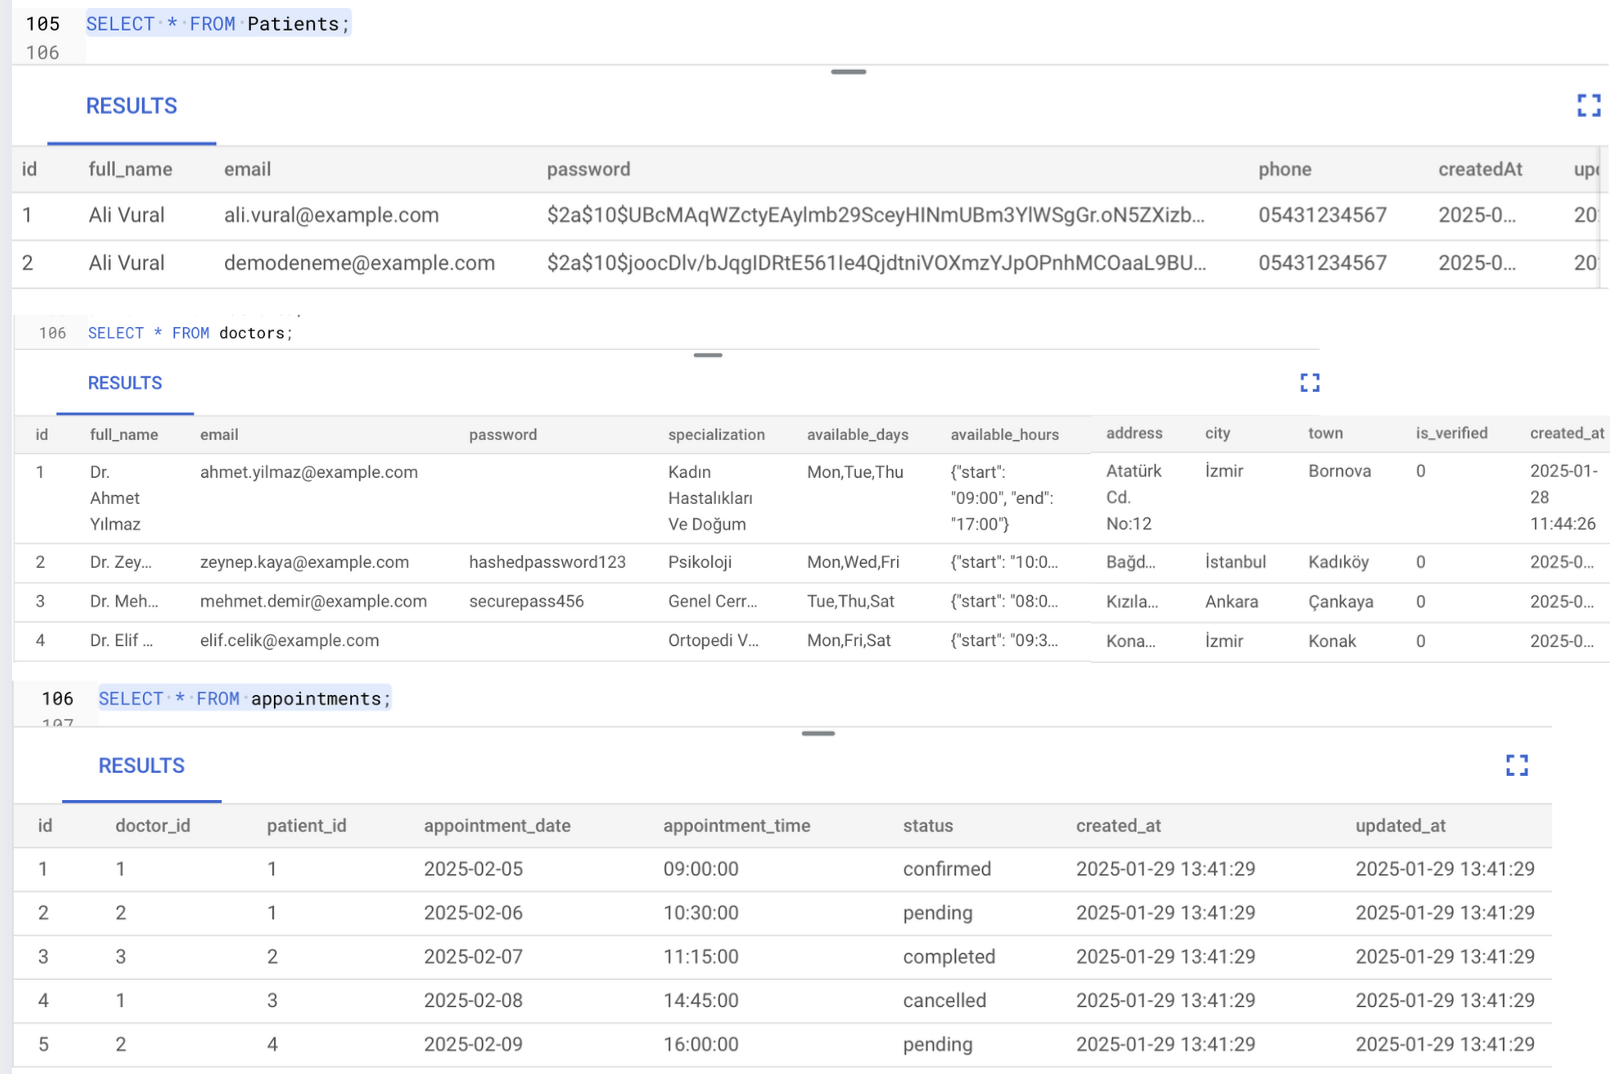 105 SELECT * FROM Patients;
106
RESULTS
id full_name email password phone createdAt upd
1 Ali Vural ali.vural@example.com $2a$10$UBcMAqWZctyEAylmb29SceyHINmUBm3YlWSgGr.oN5ZXizb... 05431234567 2025-0... 20
2 Ali Vural demodeneme@example.com $2a$10$joocDlv/bJqgIDRtE561Ie4QjdtniVOXmzYJpOPnhMCOaaL9BU... 05431234567 2025-0... 20
106 SELECT * FROM doctors;
RESULTS
id full_name email password specialization available_days available_hours address city town is_verified created_at
1 Dr. ahmet.yilmaz@example.com Kadın Mon,Tue,Thu {"start": Atatürk İzmir Bornova 0 2025-01-
Ahmet Hastalıkları "09:00", "end": Cd. 28
Yılmaz Ve Doğum "17:00"} No:12 11:44:26
2 Dr. Zey... zeynep.kaya@example.com hashedpassword123 Psikoloji Mon,Wed,Fri {"start": "10:0... Bağd... İstanbul Kadıköy 0 2025-0...
3 Dr. Meh... mehmet.demir@example.com securepass456 Genel Cerr... Tue,Thu,Sat {"start": "08:0... Kızıla... Ankara Çankaya 0 2025-0...
4 Dr. Elif ... elif.celik@example.com Ortopedi V... Mon,Fri,Sat {"start": "09:3... Kona... İzmir Konak 0 2025-0...
106 SELECT * FROM appointments;
107
RESULTS
id doctor_id patient_id appointment_date appointment_time status created_at updated_at
1 1 1 2025-02-05 09:00:00 confirmed 2025-01-29 13:41:29 2025-01-29 13:41:29
2 2 1 2025-02-06 10:30:00 pending 2025-01-29 13:41:29 2025-01-29 13:41:29
3 3 2 2025-02-07 11:15:00 completed 2025-01-29 13:41:29 2025-01-29 13:41:29
4 1 3 2025-02-08 14:45:00 cancelled 2025-01-29 13:41:29 2025-01-29 13:41:29
5 2 4 2025-02-09 16:00:00 pending 2025-01-29 13:41:29 2025-01-29 13:41:29